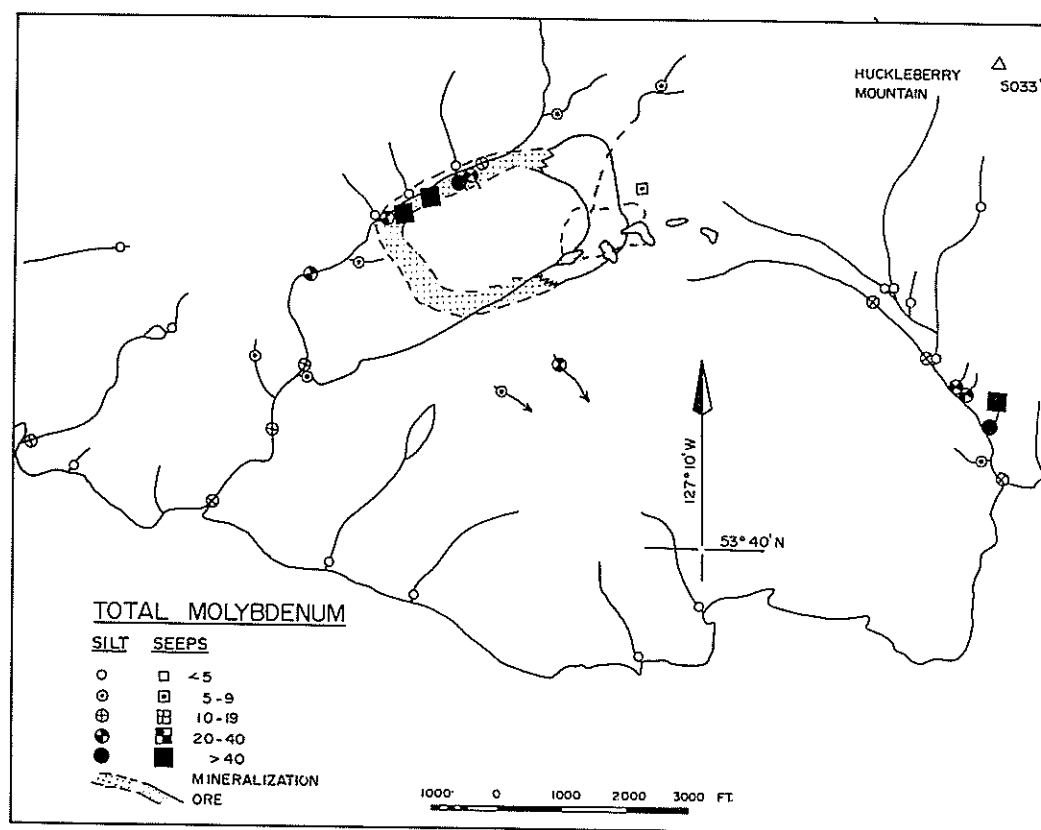 HUCKLEBERRY
MOUNTAIN
5033'
127° 10' W
53° 40' N
TOTAL MOLYBDENUM
SILT SEEPS
<5
5-9
10-19
20-40
>40
MINERALIZATION
ORE
1000 0 1000 2000 3000 FT.